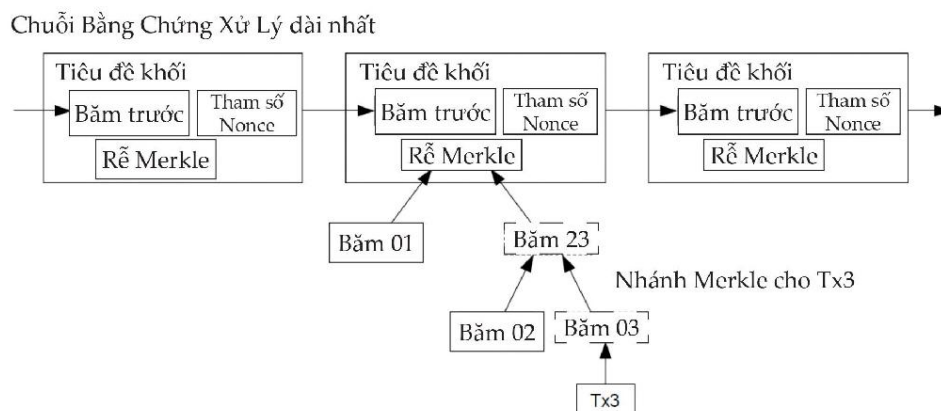 Chuỗi Bằng Chứng Xử Lý dài nhất
Tiêu đề khối
Băm trước
Tham số
Nonce
Rễ Merkle
Tiêu đề khối
Băm trước
Tham số
Nonce
Rễ Merkle
Tiêu đề khối
Băm trước
Tham số
Nonce
Rễ Merkle
Băm 01
Băm 23
Nhánh Merkle cho Tx3
Băm 02
Băm 03
Tx3